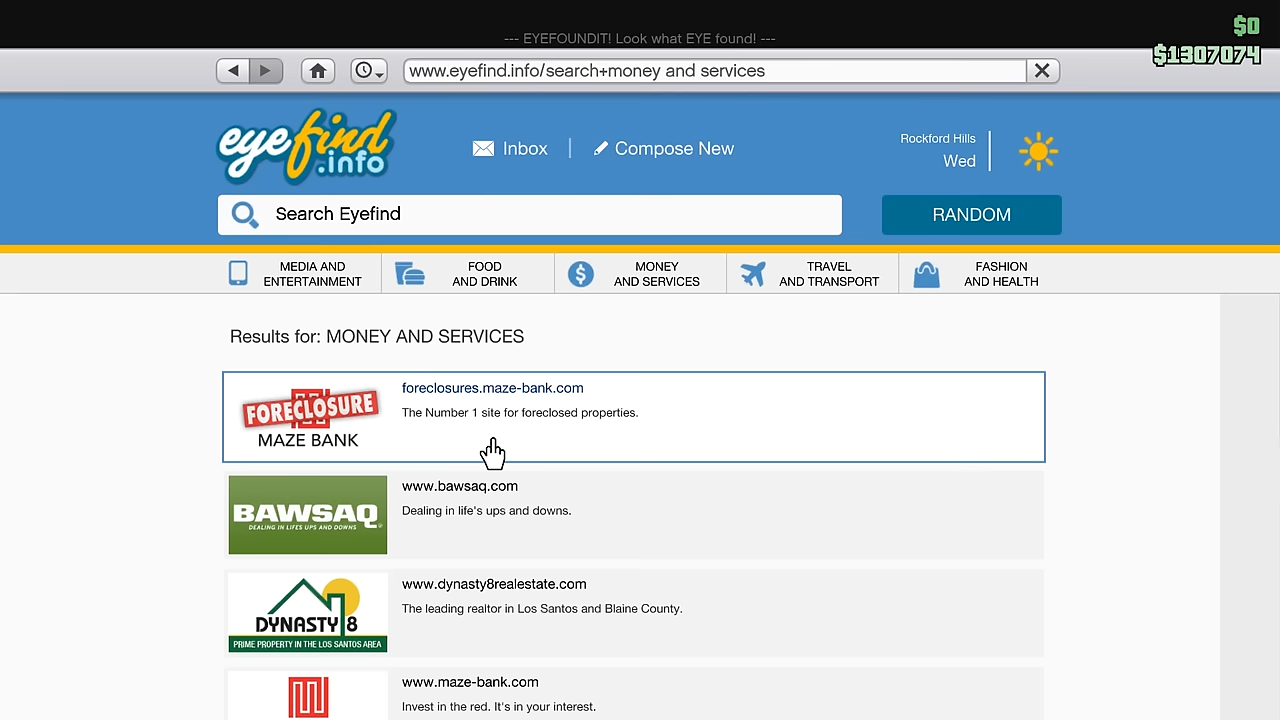 $0
--- EYEFOUNDIT! Look what EYE found! ---
$1307074
www.eyefind.info/search+money and services
eyefind
.info
Inbox
Compose New
Rockford Hills
Wed
Search Eyefind
RANDOM
MEDIA AND
ENTERTAINMENT
FOOD
AND DRINK
MONEY
AND SERVICES
TRAVEL
AND TRANSPORT
FASHION
AND HEALTH
Results for: MONEY AND SERVICES
FORECLOSURE
MAZE BANK
foreclosures.maze-bank.com
The Number 1 site for foreclosed properties.
BAWSAQ
DEALING IN LIFES UPS AND DOWNS
www.bawsaq.com
Dealing in life's ups and downs.
DYNASTY 8
PRIME PROPERTY IN THE LOS SANTOS AREA
www.dynasty8realestate.com
The leading realtor in Los Santos and Blaine County.
www.maze-bank.com
Invest in the red. It's in your interest.